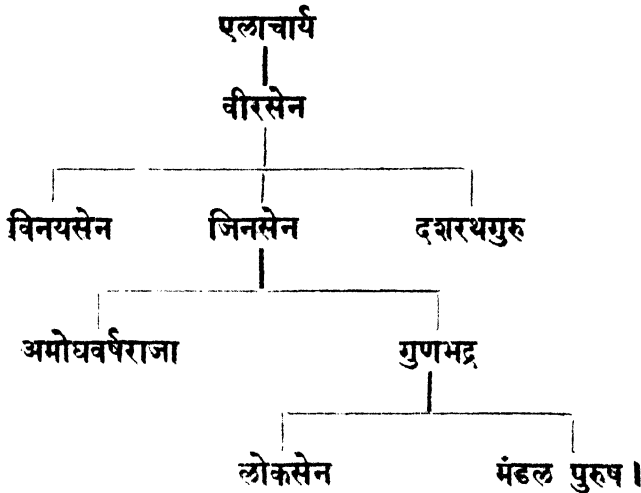 एलाचार्य
वीरसेन
विनयसेन जिनसेन दशरथगुरु
अमोघवर्षराजा गुणभद्र
लोकसेन मंडल पुरुष।